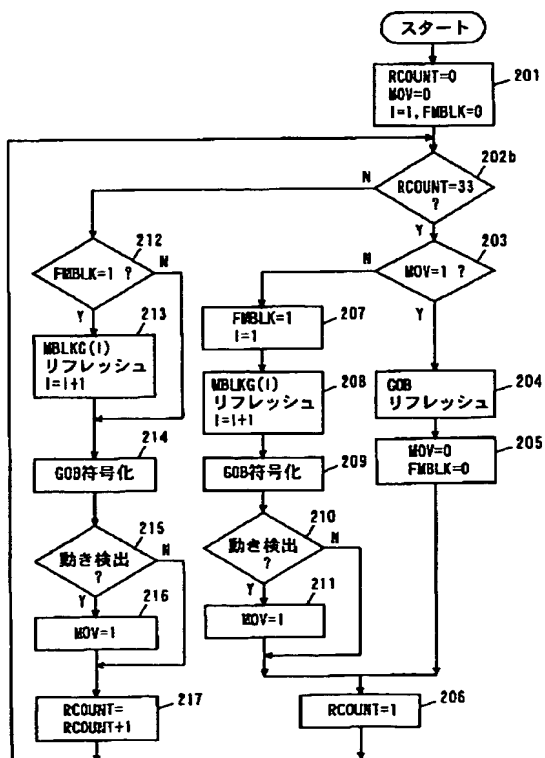 スタート
RCOUNT=0
MOV=0
I=1,FMBLK=0
201
202b
RCOUNT=33
?
N
Y
203
MOV=1 ?
N
Y
212
FMBLK=1 ?
N
Y
213
MBLKG(I)
リフレッシュ
I=I+1
FMBLK=1
I=1
207
MBLKG(I)
リフレッシュ
I=I+1
208
GOB
リフレッシュ
204
MOV=0
FMBLK=0
205
214
GOB符号化
GOB符号化
209
215
動き検出
?
N
Y
210
動き検出
?
N
Y
216
MOV=1
211
MOV=1
RCOUNT=
RCOUNT+1
217
RCOUNT=1
206